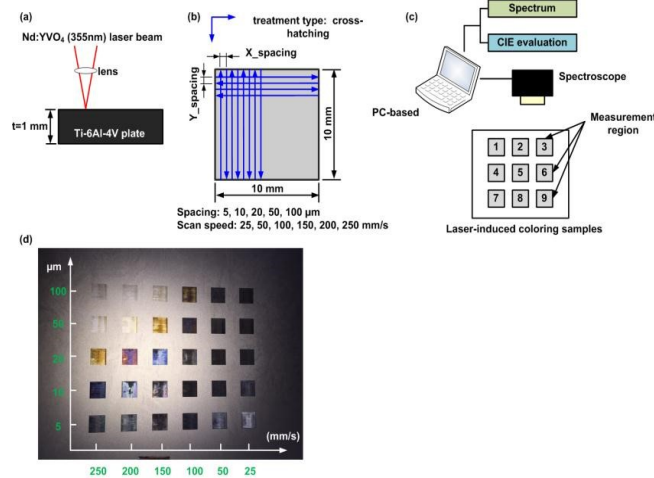 (a)
Nd:YVO4 (355nm) laser beam
lens
t=1 mm
Ti-6Al-4V plate
(b)
treatment type: cross-
hatching
X_spacing
Y_spacing
10 mm
10 mm
Spacing: 5, 10, 20, 50, 100 µm
Scan speed: 25, 50, 100, 150, 200, 250 mm/s
(c)
Spectrum
CIE evaluation
Spectroscope
PC-based
Measurement
region
1 2 3
4 5 6
7 8 9
Laser-induced coloring samples
(d)
µm
100
50
20
10
5
(mm/s)
250 200 150 100 50 25